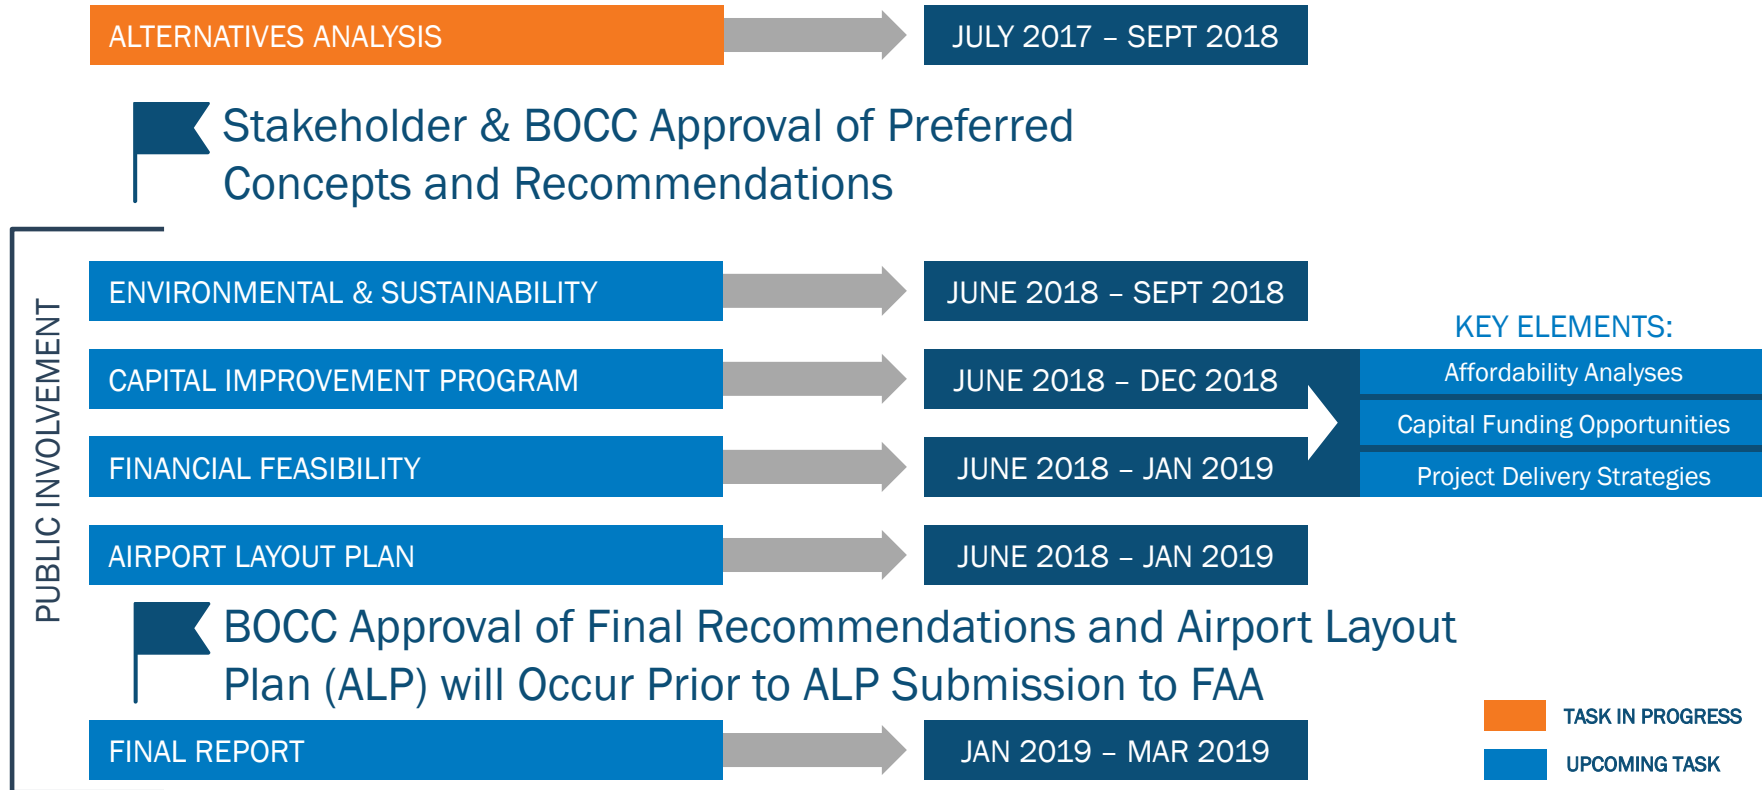 ALTERNATIVES ANALYSIS
JULY 2017 – SEPT 2018
Stakeholder & BOCC Approval of Preferred
Concepts and Recommendations
PUBLIC INVOLVEMENT
ENVIRONMENTAL & SUSTAINABILITY
JUNE 2018 – SEPT 2018
CAPITAL IMPROVEMENT PROGRAM
JUNE 2018 – DEC 2018
FINANCIAL FEASIBILITY
JUNE 2018 – JAN 2019
KEY ELEMENTS:
Affordability Analyses
Capital Funding Opportunities
Project Delivery Strategies
AIRPORT LAYOUT PLAN
JUNE 2018 – JAN 2019
BOCC Approval of Final Recommendations and Airport Layout
Plan (ALP) will Occur Prior to ALP Submission to FAA
FINAL REPORT
JAN 2019 – MAR 2019
TASK IN PROGRESS
UPCOMING TASK